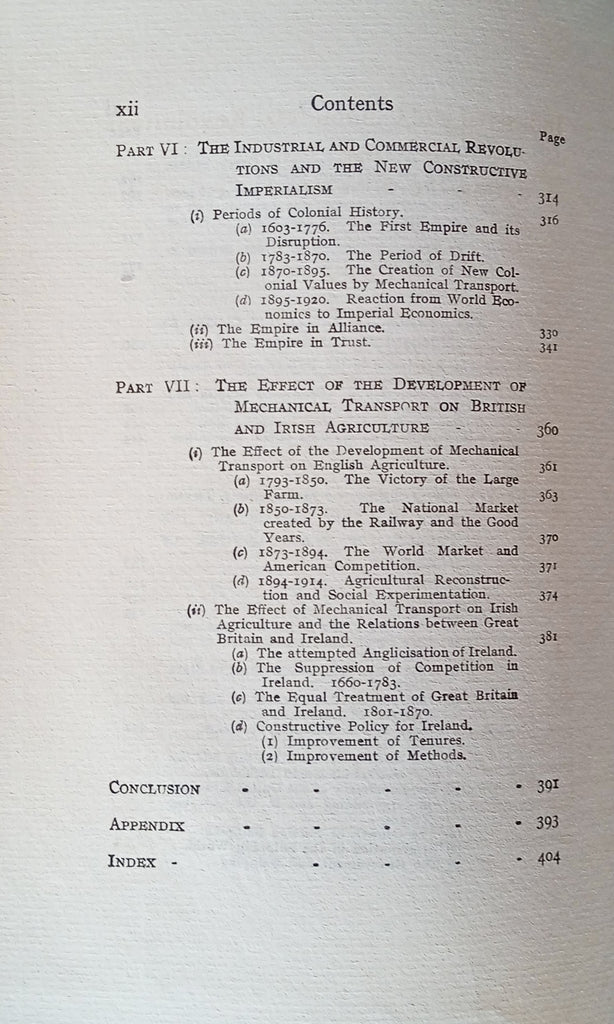 xii Contents
Page
PART VI: THE INDUSTRIAL AND COMMERCIAL REVOLU-
TIONS AND THE NEW CONSTRUCTIVE
IMPERIALISM - - - 314
(i) Periods of Colonial History. 316
(a) 1603-1776. The First Empire and its
Disruption.
(b) 1783-1870. The Period of Drift.
(c) 1870-1895. The Creation of New Col-
onial Values by Mechanical Transport.
(d) 1895-1920. Reaction from World Eco-
nomics to Imperial Economics.
(ii) The Empire in Alliance. 330
(iii) The Empire in Trust. 341
PART VII: THE EFFECT OF THE DEVELOPMENT OF
MECHANICAL TRANSPORT ON BRITISH
AND IRISH AGRICULTURE - - 360
(i) The Effect of the Development of Mechanical
Transport on English Agriculture. 361
(a) 1793-1850. The Victory of the Large
Farm. 363
(b) 1850-1873. The National Market
created by the Railway and the Good
Years. 370
(c) 1873-1894. The World Market and
American Competition. 371
(d) 1894-1914. Agricultural Reconstruc-
tion and Social Experimentation. 374
(ii) The Effect of Mechanical Transport on Irish
Agriculture and the Relations between Great
Britain and Ireland. 381
(a) The attempted Anglicisation of Ireland.
(b) The Suppression of Competition in
Ireland. 1660-1783.
(c) The Equal Treatment of Great Britain
and Ireland. 1801-1870.
(d) Constructive Policy for Ireland.
(1) Improvement of Tenures.
(2) Improvement of Methods.
CONCLUSION - - - - - 391
APPENDIX - - - - - 393
INDEX - - - - - 404